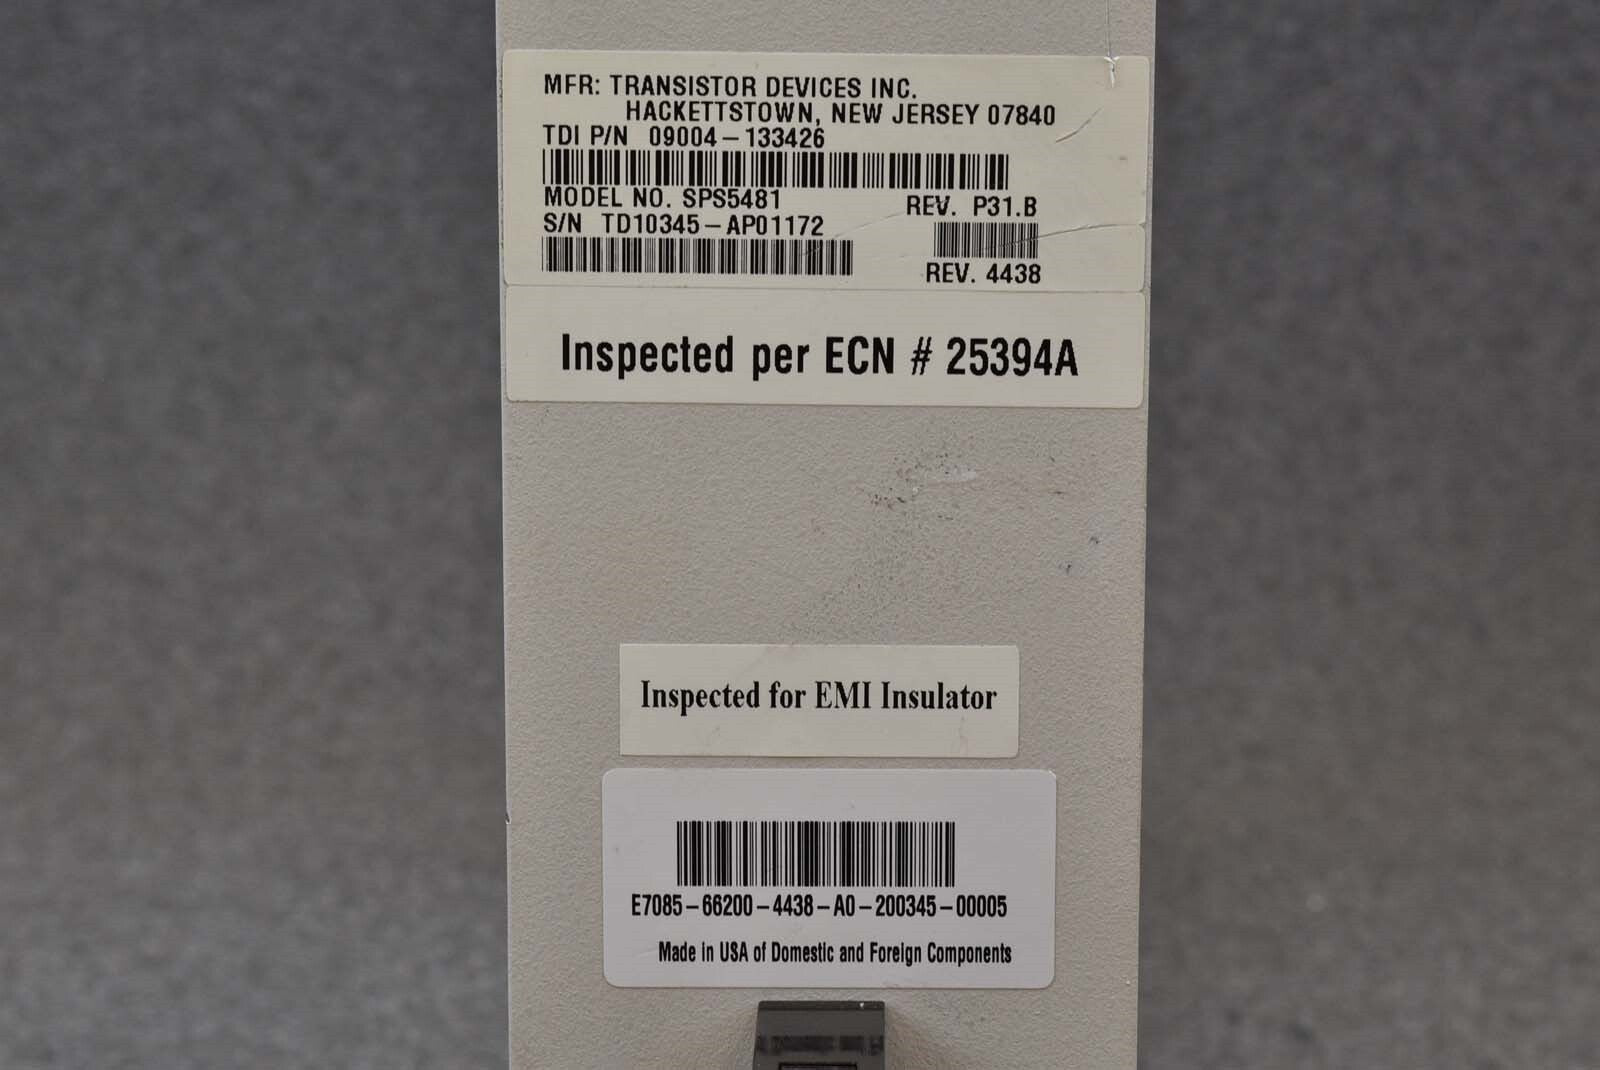 MFR: TRANSISTOR DEVICES INC.
HACKETTSTOWN, NEW JERSEY 07840
TDI P/N 09004-133426
MODEL NO. SPS5481
REV. P31.B
S/N TD10345-AP01172
REV. 4438
Inspected per ECN # 25394A
Inspected for EMI Insulator
E7085-66200-4438-A0-200345-00005
Made in USA of Domestic and Foreign Components